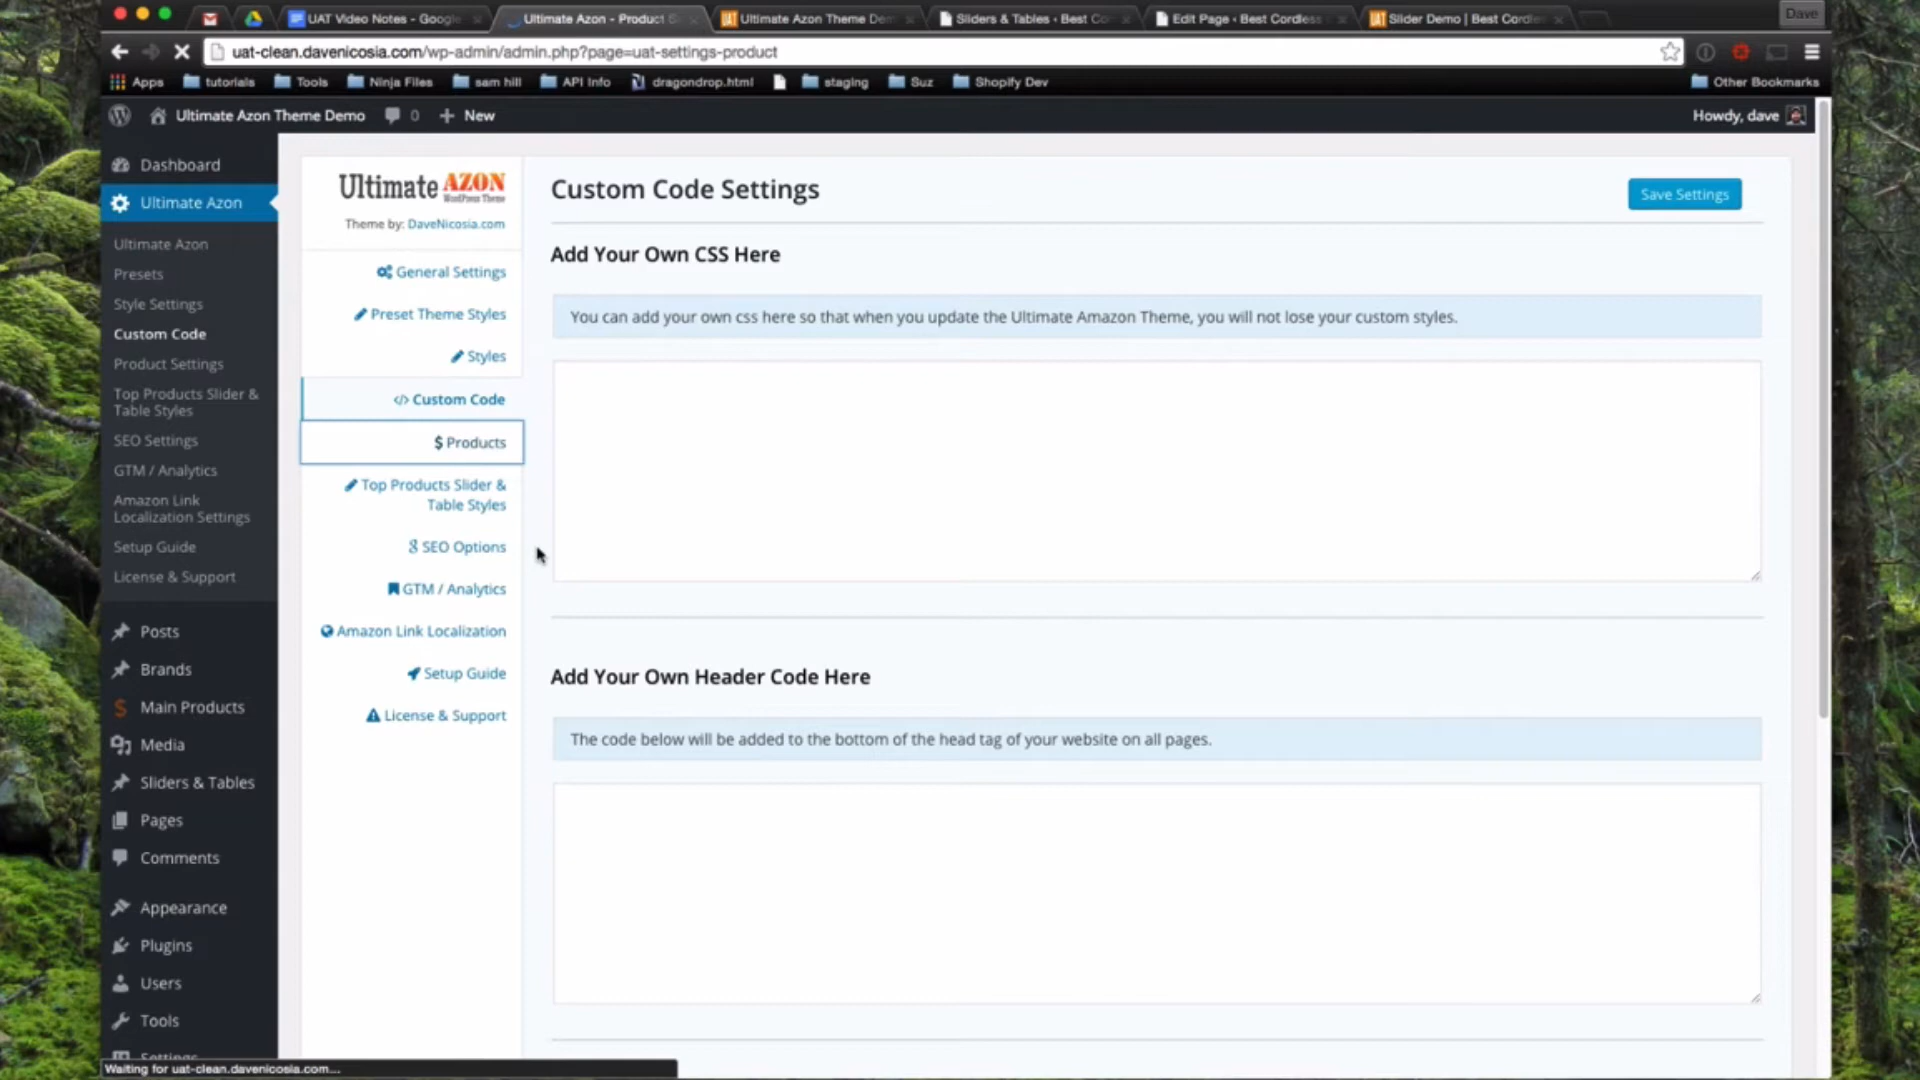 UAT Video Notes - Google
Ultimate Azon - Product S
Ultimate Azon Theme Dem
Sliders & Tables ‹ Best Co
Edit Page ‹ Best Cordless
Slider Demo | Best Cordle
Dave
uat-clean.davenicosia.com/wp-admin/admin.php?page=uat-settings-product
Apps
tutorials
Tools
Ninja Files
sam hill
API Info
dragondrop.html
staging
Suz
Shopify Dev
Other Bookmarks
Ultimate Azon Theme Demo
0
New
Howdy, dave
Dashboard
Ultimate Azon
Ultimate Azon
Presets
Style Settings
Custom Code
Product Settings
Top Products Slider &
Table Styles
SEO Settings
GTM / Analytics
Amazon Link
Localization Settings
Setup Guide
License & Support
Posts
Brands
Main Products
Media
Sliders & Tables
Pages
Comments
Appearance
Plugins
Users
Tools
Settings
Ultimate AZON
WordPress Theme
Theme by: DaveNicosia.com
General Settings
Preset Theme Styles
Styles
</> Custom Code
$ Products
Top Products Slider &
Table Styles
SEO Options
GTM / Analytics
Amazon Link Localization
Setup Guide
License & Support
Custom Code Settings
Save Settings
Add Your Own CSS Here
You can add your own css here so that when you update the Ultimate Amazon Theme, you will not lose your custom styles.
Add Your Own Header Code Here
The code below will be added to the bottom of the head tag of your website on all pages.
Waiting for uat-clean.davenicosia.com...